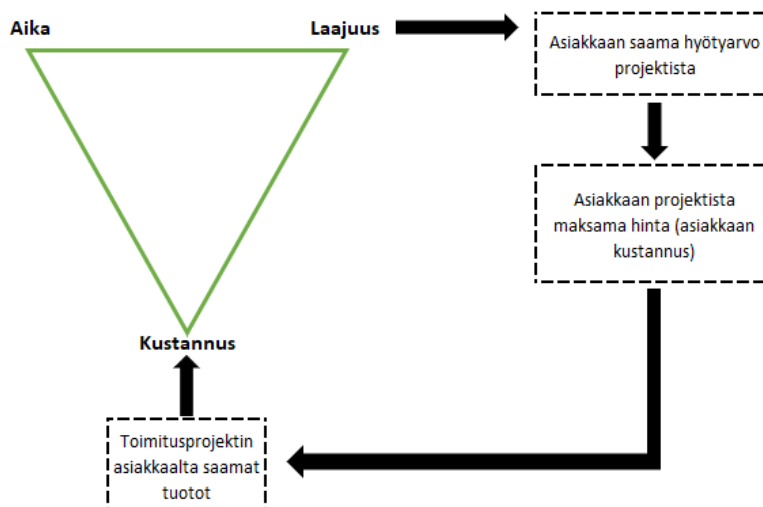 Aika
Laajuus
Asiakkaan saama hyötyarvo
projektista
Asiakkaan projektista
maksama hinta (asiakkaan
kustannus)
Kustannus
Toimitusprojektin
asiakkaalta saamat
tuotot